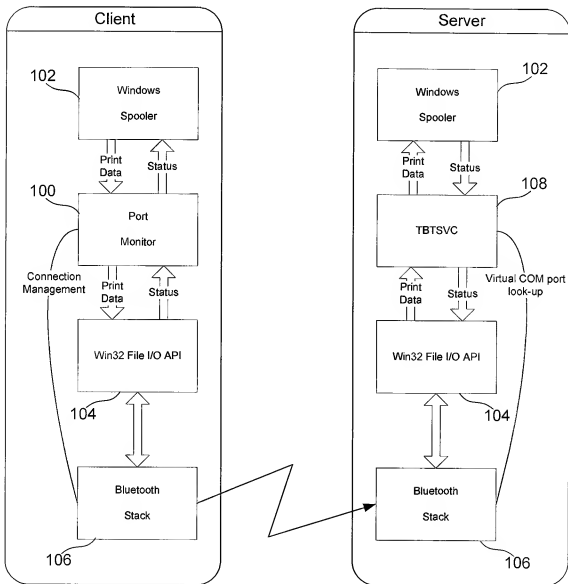 Client
102
Windows
Spooler
Print
Data
Status
100
Port
Monitor
Connection
Management
Print
Data
Status
Win32 File I/O API
104
Bluetooth
Stack
106
Server
102
Windows
Spooler
Print
Data
Status
108
TBTSVC
Virtual COM port
look-up
Print
Data
Status
Win32 File I/O API
104
Bluetooth
Stack
106